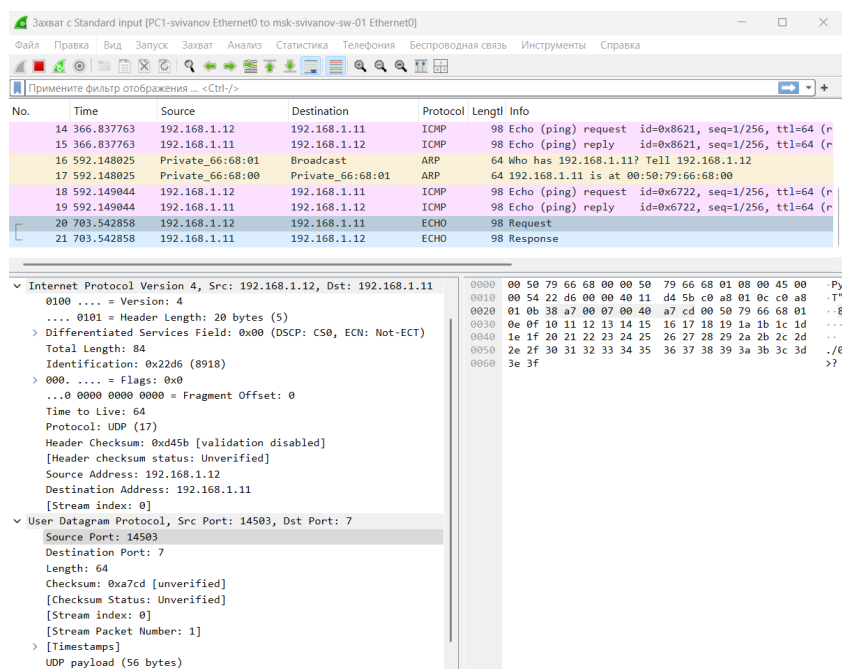 Захват с Standard input [PC1-svivanov Ethernet0 to msk-svivanov-sw-01 Ethernet0]
Файл Правка Вид Запуск Захват Анализ Статистика Телефония Беспроводная связь Инструменты Справка
Примените фильтр отображения ... <Ctrl-/>
No. Time Source Destination Protocol Lengtl Info
14 366.837763 192.168.1.12 192.168.1.11 ICMP 98 Echo (ping) request id=0x8621, seq=1/256, ttl=64 (r
15 366.837763 192.168.1.11 192.168.1.12 ICMP 98 Echo (ping) reply id=0x8621, seq=1/256, ttl=64 (r
16 592.148025 Private_66:68:01 Broadcast ARP 64 Who has 192.168.1.11? Tell 192.168.1.12
17 592.148025 Private_66:68:00 Private_66:68:01 ARP 64 192.168.1.11 is at 00:50:79:66:68:00
18 592.149044 192.168.1.12 192.168.1.11 ICMP 98 Echo (ping) request id=0x6722, seq=1/256, ttl=64 (r
19 592.149044 192.168.1.11 192.168.1.12 ICMP 98 Echo (ping) reply id=0x6722, seq=1/256, ttl=64 (r
20 703.542858 192.168.1.12 192.168.1.11 ECHO 98 Request
21 703.542858 192.168.1.11 192.168.1.12 ECHO 98 Response
Internet Protocol Version 4, Src: 192.168.1.12, Dst: 192.168.1.11
0100 .... = Version: 4
.... 0101 = Header Length: 20 bytes (5)
Differentiated Services Field: 0x00 (DSCP: CS0, ECN: Not-ECT)
Total Length: 84
Identification: 0x22d6 (8918)
000. .... = Flags: 0x0
...0 0000 0000 0000 = Fragment Offset: 0
Time to Live: 64
Protocol: UDP (17)
Header Checksum: 0xd45b [validation disabled]
[Header checksum status: Unverified]
Source Address: 192.168.1.12
Destination Address: 192.168.1.11
[Stream index: 0]
User Datagram Protocol, Src Port: 14503, Dst Port: 7
Source Port: 14503
Destination Port: 7
Length: 64
Checksum: 0xa7cd [unverified]
[Checksum Status: Unverified]
[Stream index: 0]
[Stream Packet Number: 1]
[Timestamps]
UDP payload (56 bytes)
0000 00 50 79 66 68 00 00 50 79 66 68 01 08 00 45 00 ·Py
0010 00 54 22 d6 00 00 40 11 d4 5b c0 a8 01 0c c0 a8 ·T"
0020 01 0b 38 a7 00 07 00 40 a7 cd 00 50 79 66 68 01 ··8
0030 0e 0f 10 11 12 13 14 15 16 17 18 19 1a 1b 1c 1d ···
0040 1e 1f 20 21 22 23 24 25 26 27 28 29 2a 2b 2c 2d ··
0050 2e 2f 30 31 32 33 34 35 36 37 38 39 3a 3b 3c 3d ./0
0060 3e 3f >?